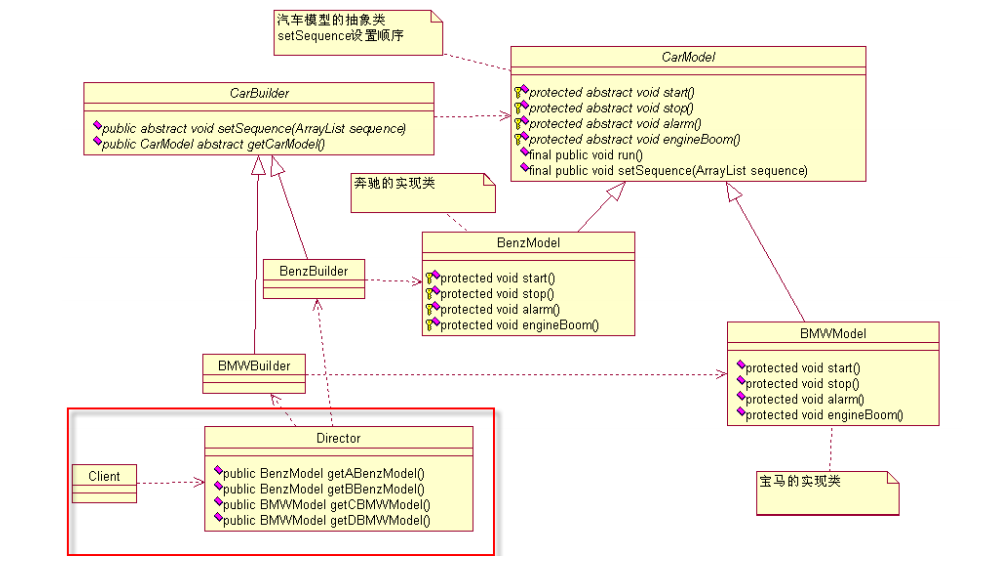 汽车模型的抽象类
setSequence设置顺序
CarModel
protected abstract void start()
protected abstract void stop()
protected abstract void alarm()
protected abstract void engineBoom()
final public void run()
final public void setSequence(ArrayList sequence)
CarBuilder
public abstract void setSequence(ArrayList sequence)
public CarModel abstract getCarModel()
奔驰的实现类
BenzModel
protected void start()
protected void stop()
protected void alarm()
protected void engineBoom()
BenzBuilder
BMWModel
protected void start()
protected void stop()
protected void alarm()
protected void engineBoom()
BMWBuilder
Director
public BenzModel getABenzModel()
public BenzModel getBBenzModel()
public BMWModel getCBMWModel()
public BMWModel getDBMWModel()
Client
宝马的实现类